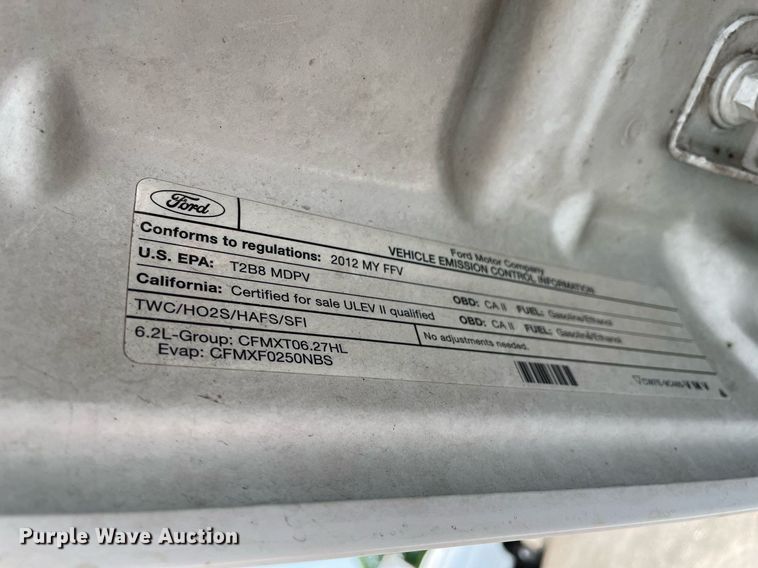 Ford
Ford Motor Company
VEHICLE EMISSION CONTROL INFORMATION
Conforms to regulations: 2012 MY FFV
U.S. EPA: T2B8 MDPV OBD: CA II FUEL: Gasoline/Ethanol
California: Certified for sale ULEV II qualified OBD: CA II FUEL: Gasoline/Ethanol
TWC/HO2S/HAFS/SFI No adjustments needed.
6.2L-Group: CFMXT06.27HL
Evap: CFMXF0250NBS
Purple Wave Auction